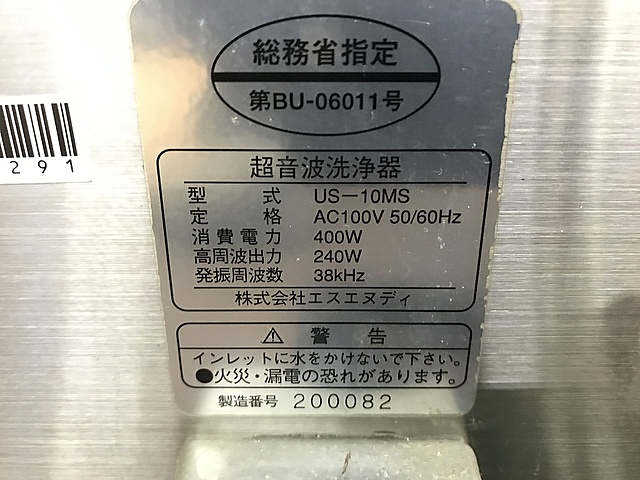 総務省指定
第BU-06011号
291
超音波洗浄器
型式 US-10MS
定格 AC100V 50/60Hz
消費電力 400W
高周波出力 240W
発振周波数 38kHz
株式会社エスエヌディ
⚠ 警告
インレットに水をかけないで下さい。
●火災・漏電の恐れがあります。
製造番号 200082